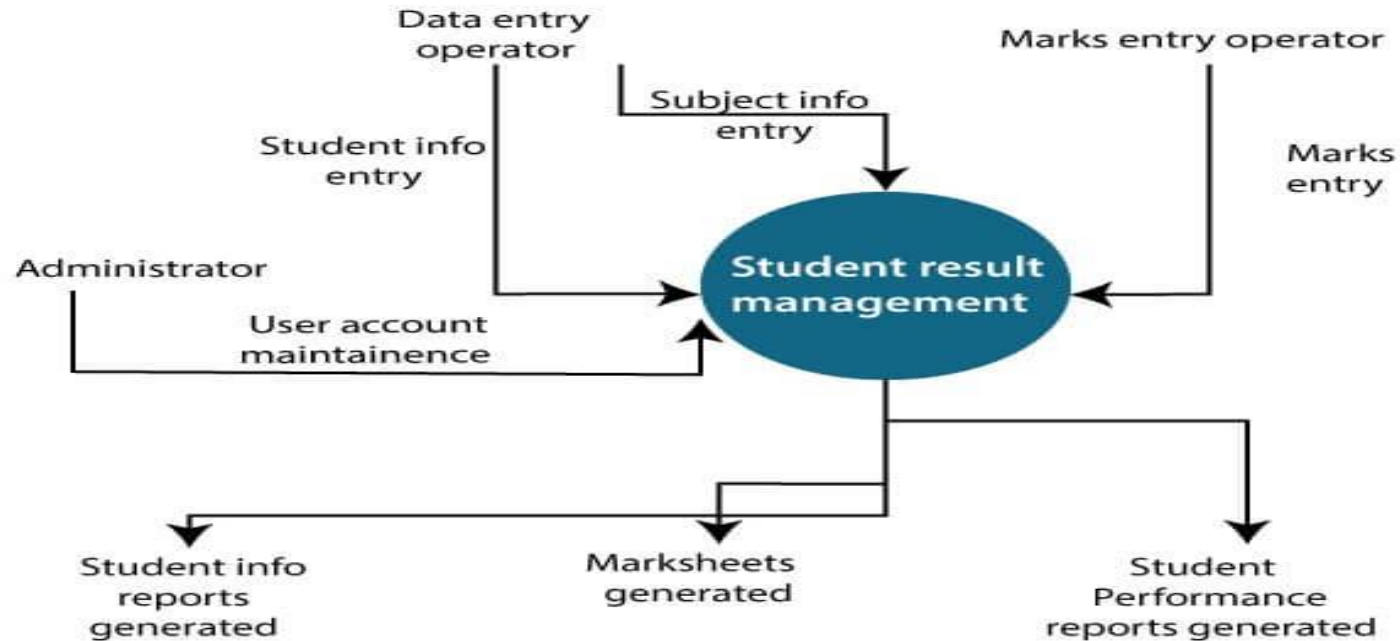 Data entry
operator
Marks entry operator
Subject info
entry
Student info
entry
Marks
entry
Administrator
Student result
management
User account
maintainence
Student info
reports
generated
Marksheets
generated
Student
Performance
reports generated